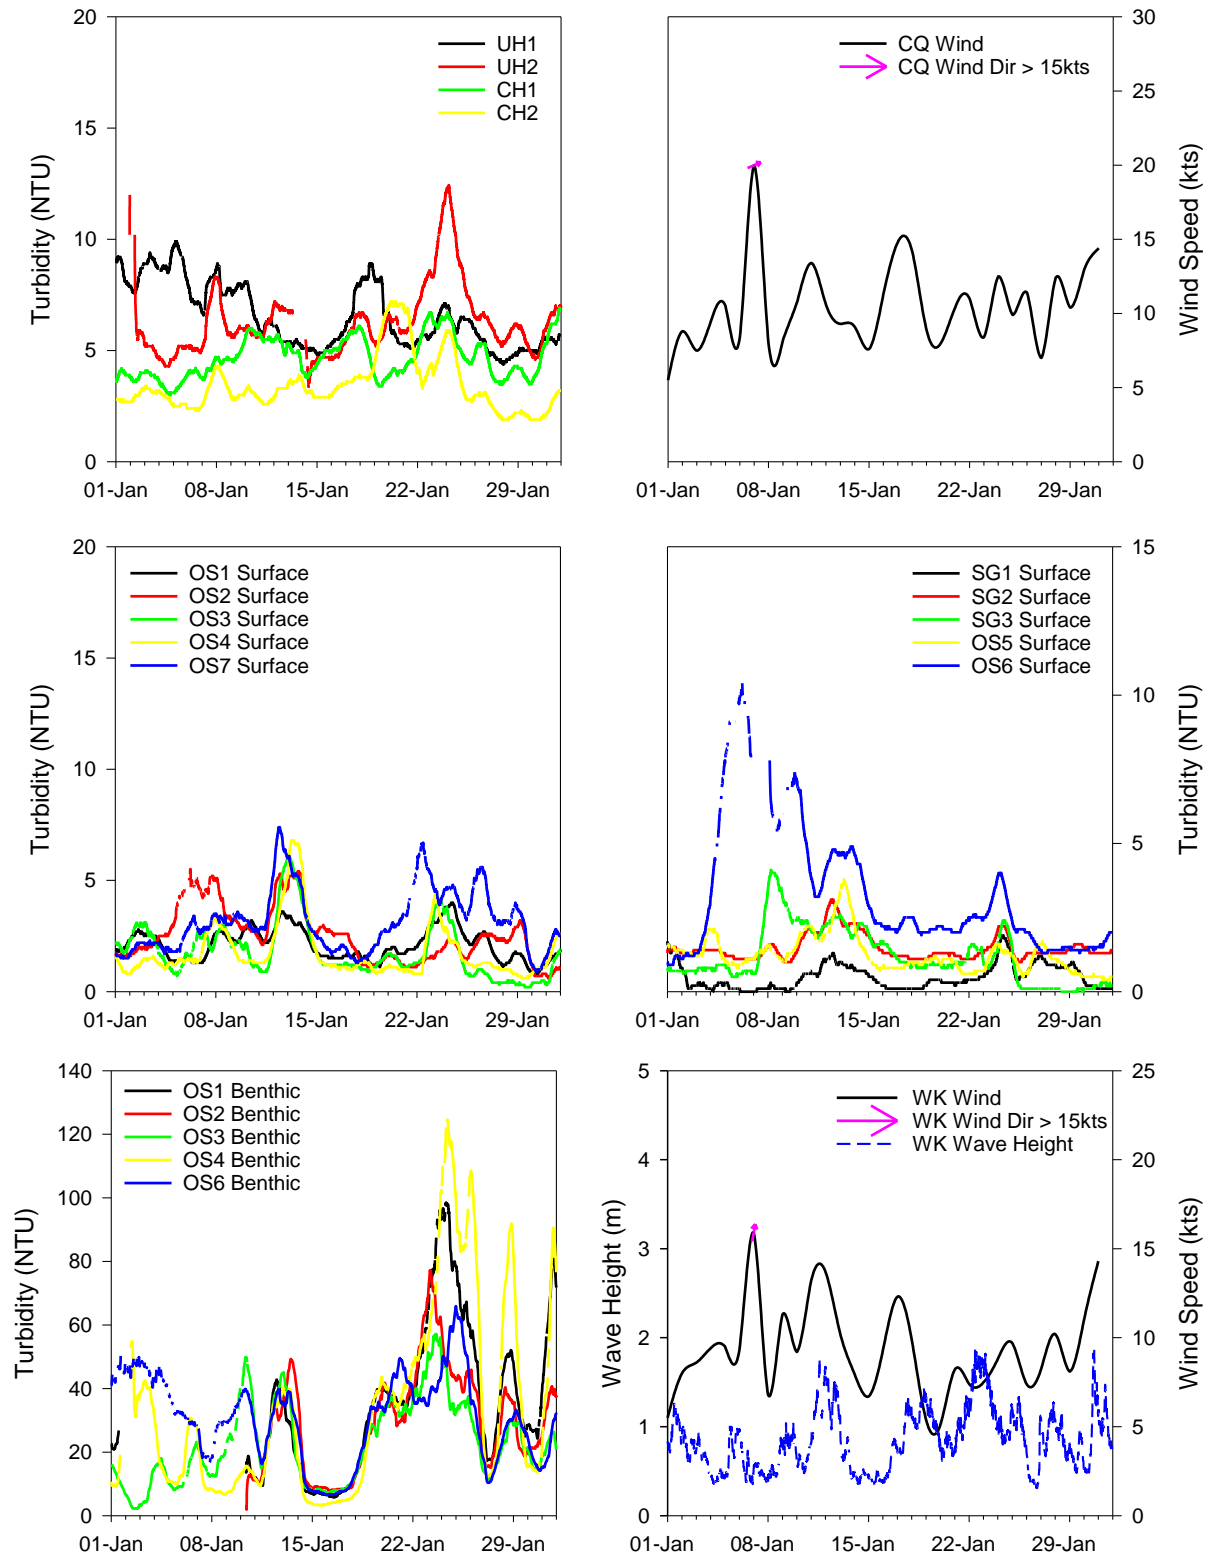 20
15
10
5
0
Turbidity (NTU)
UH1
UH2
CH1
CH2
01-Jan 08-Jan 15-Jan 22-Jan 29-Jan
CQ Wind
CQ Wind Dir > 15kts
30
25
20
15
10
5
0
Wind Speed (kts)
01-Jan 08-Jan 15-Jan 22-Jan 29-Jan
20
15
10
5
0
Turbidity (NTU)
OS1 Surface
OS2 Surface
OS3 Surface
OS4 Surface
OS7 Surface
01-Jan 08-Jan 15-Jan 22-Jan 29-Jan
SG1 Surface
SG2 Surface
SG3 Surface
OS5 Surface
OS6 Surface
15
10
5
0
Turbidity (NTU)
01-Jan 08-Jan 15-Jan 22-Jan 29-Jan
140
120
100
80
60
40
20
0
Turbidity (NTU)
OS1 Benthic
OS2 Benthic
OS3 Benthic
OS4 Benthic
OS6 Benthic
01-Jan 08-Jan 15-Jan 22-Jan 29-Jan
5
4
3
2
1
0
Wave Height (m)
WK Wind
WK Wind Dir > 15kts
WK Wave Height
25
20
15
10
5
0
Wind Speed (kts)
01-Jan 08-Jan 15-Jan 22-Jan 29-Jan